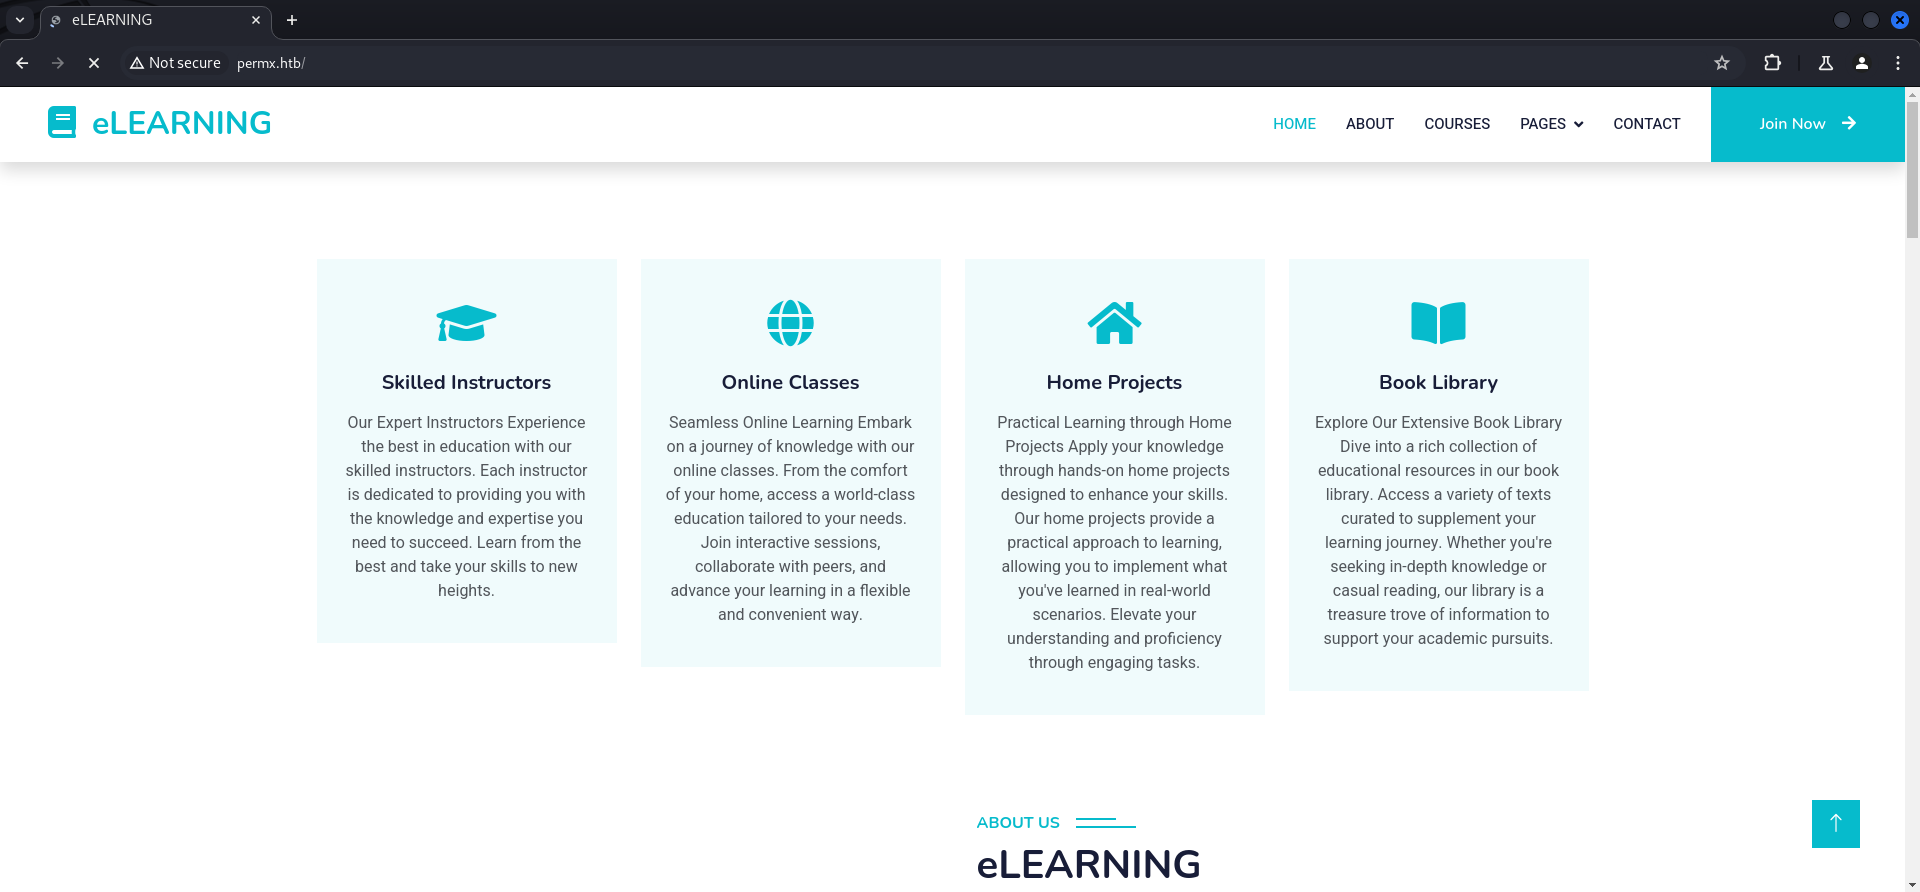 eLEARNING
Not secure permx.htb/
eLEARNING
HOME ABOUT COURSES PAGES CONTACT Join Now
Skilled Instructors
Our Expert Instructors Experience
the best in education with our
skilled instructors. Each instructor
is dedicated to providing you with
the knowledge and expertise you
need to succeed. Learn from the
best and take your skills to new
heights.
Online Classes
Seamless Online Learning Embark
on a journey of knowledge with our
online classes. From the comfort
of your home, access a world-class
education tailored to your needs.
Join interactive sessions,
collaborate with peers, and
advance your learning in a flexible
and convenient way.
Home Projects
Practical Learning through Home
Projects Apply your knowledge
through hands-on home projects
designed to enhance your skills.
Our home projects provide a
practical approach to learning,
allowing you to implement what
you've learned in real-world
scenarios. Elevate your
understanding and proficiency
through engaging tasks.
Book Library
Explore Our Extensive Book Library
Dive into a rich collection of
educational resources in our book
library. Access a variety of texts
curated to supplement your
learning journey. Whether you're
seeking in-depth knowledge or
casual reading, our library is a
treasure trove of information to
support your academic pursuits.
ABOUT US
eLEARNING